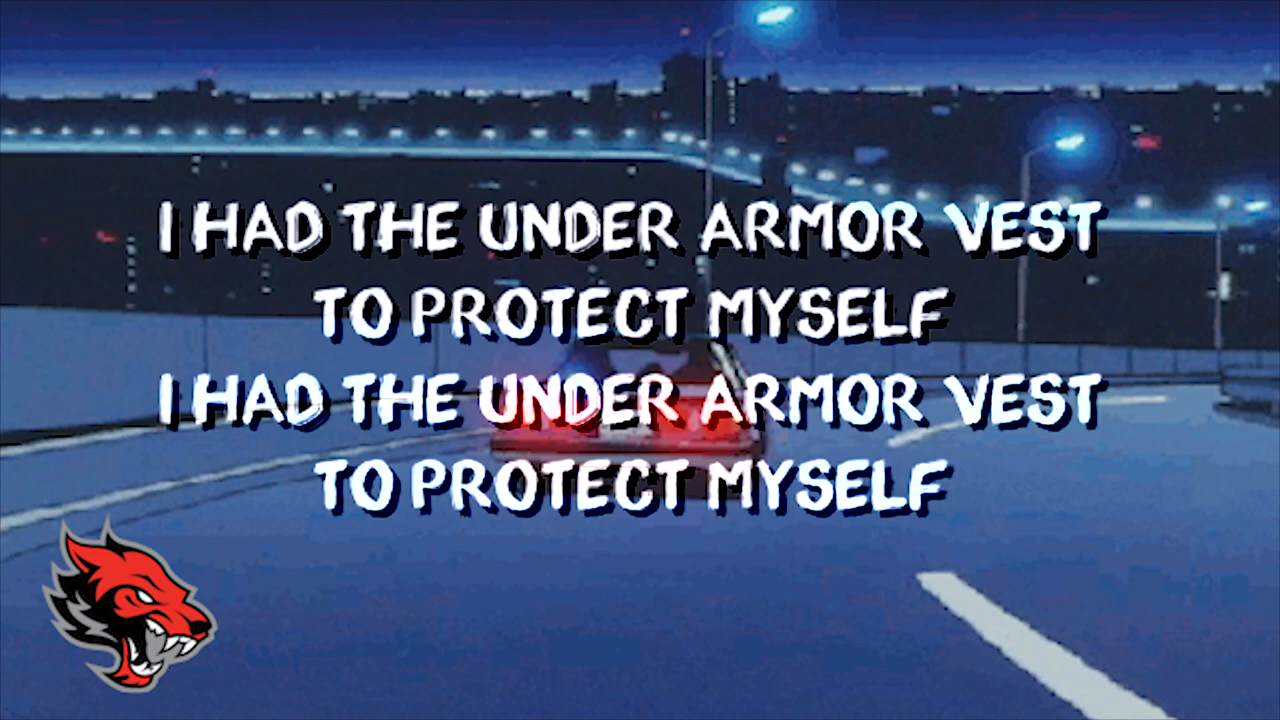 I HAD THE UNDER ARMOR VEST
TO PROTECT MYSELF
I HAD THE UNDER ARMOR VEST
TO PROTECT MYSELF